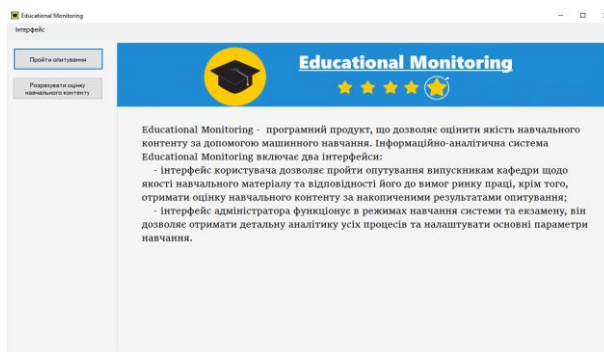 Educational Monitoring
Інтерфейс
Пройти опитування
Розрахувати оцінку
навчального контенту
Educational Monitoring
Educational Monitoring - програмний продукт, що дозволяє оцінити якість навчального
контенту за допомогою машинного навчання. Інформаційно-аналітична система
Educational Monitoring включає два інтерфейси:
- інтерфейс користувача дозволяє пройти опутування випускникам кафедри щодо
якості навчального матеріалу та відповідності його до вимог ринку праці, крім того,
отримати оцінку навчального контенту за накопиченими результатами опитування;
- інтерфейс адміністратора функціонує в режимах навчання системи та екзамену, він
дозволяє отримати детальну аналітику усіх процесів та налаштувати основні параметри
навчання.